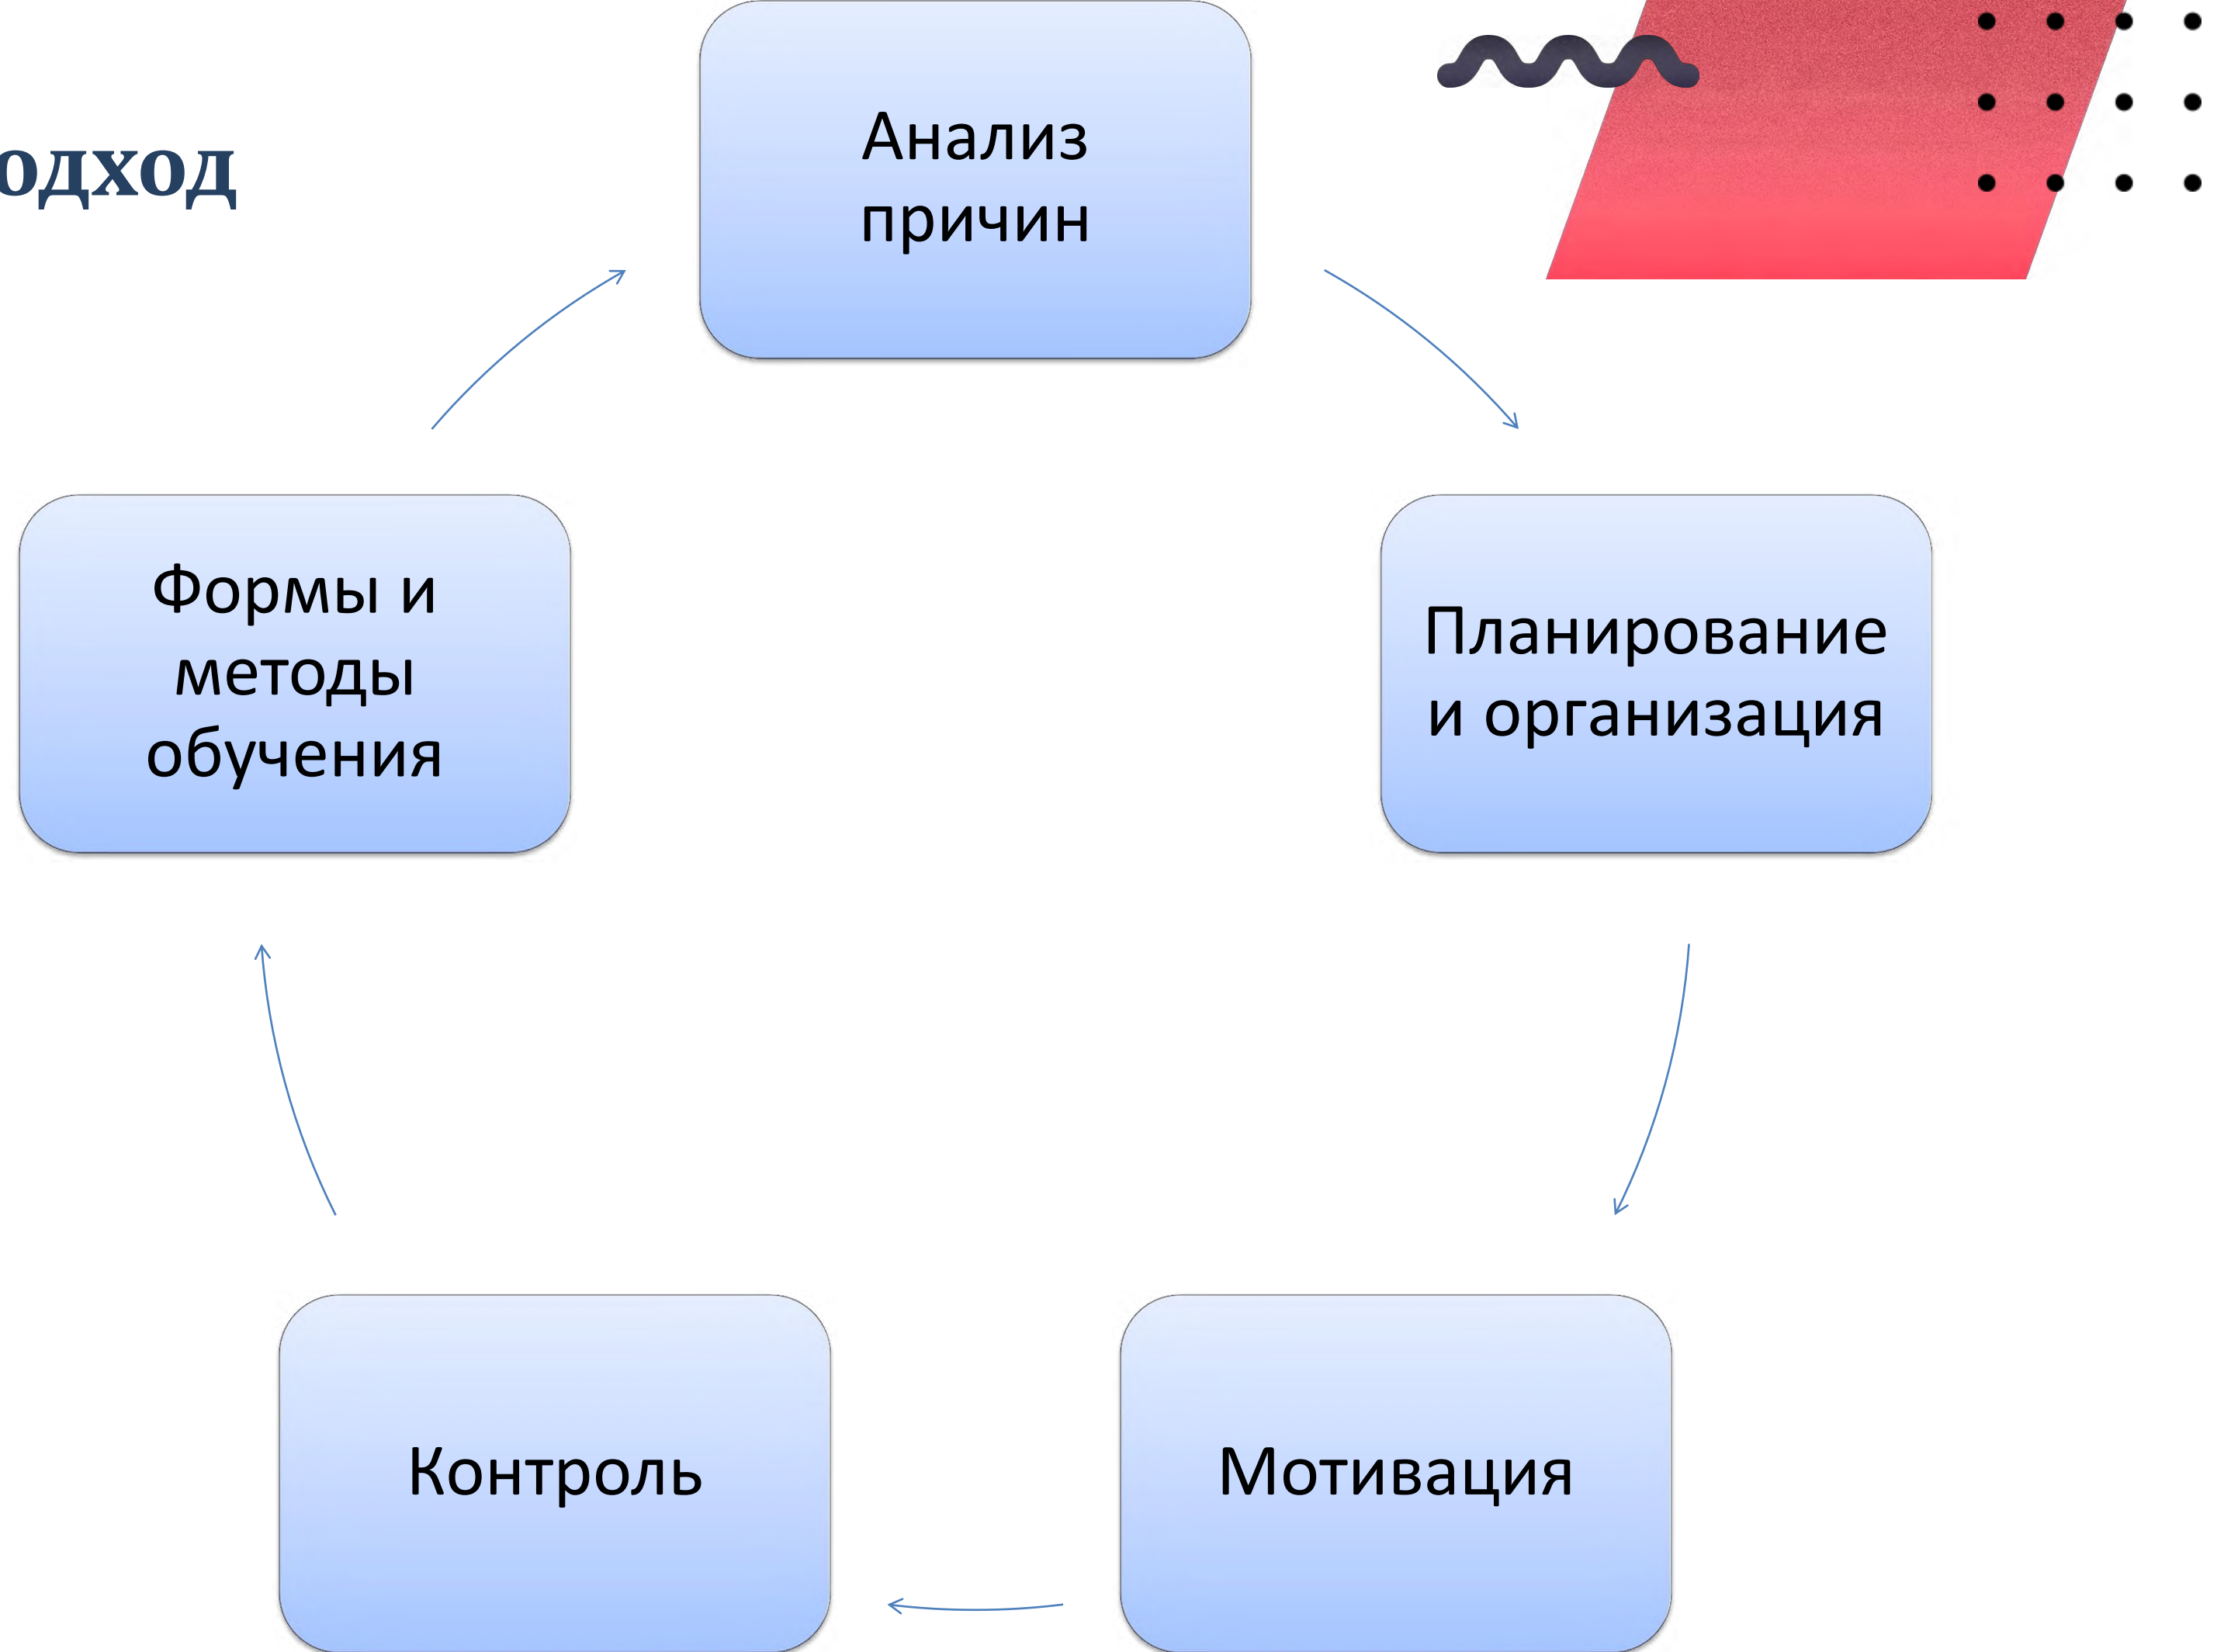 одход
Анализ
причин
Формы и
методы
обучения
Планирование
и организация
Контроль
Мотивация